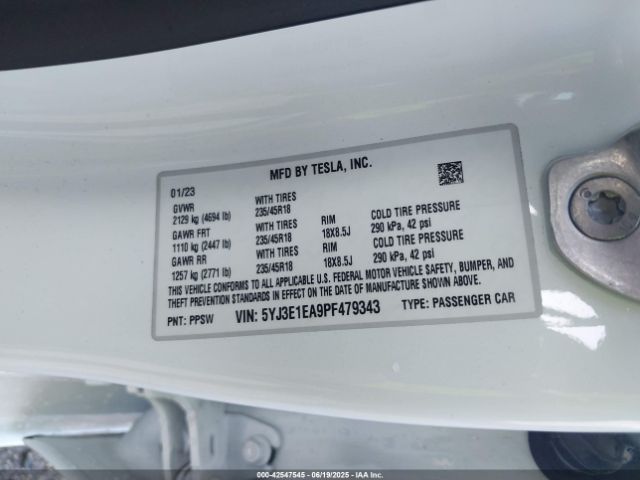 MFD BY TESLA, INC.
01/23
GVWR WITH TIRES
2129 kg (4694 lb) 235/45R18 RIM COLD TIRE PRESSURE
GAWR FRT WITH TIRES 18X8.5J 290 kPa, 42 psi
1110 kg (2447 lb) 235/45R18 RIM COLD TIRE PRESSURE
GAWR RR WITH TIRES 18X8.5J 290 kPa, 42 psi
1257 kg (2771 lb) 235/45R18
THIS VEHICLE CONFORMS TO ALL APPLICABLE U.S. FEDERAL MOTOR VEHICLE SAFETY, BUMPER, AND
THEFT PREVENTION STANDARDS IN EFFECT ON THE DATE OF MANUFACTURE SHOWN ABOVE.
PNT: PPSW VIN: 5YJ3E1EA9PF479343 TYPE: PASSENGER CAR
000-42547545 - 06/19/2025 - IAAI.COM